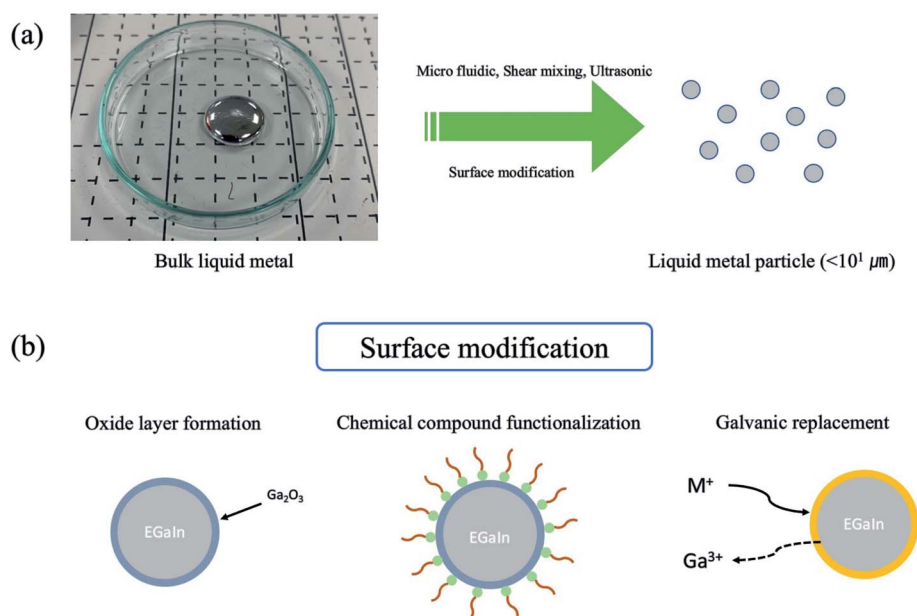 (a)
Micro fluidic, Shear mixing, Ultrasonic
Surface modification
Bulk liquid metal
Liquid metal particle (<10¹ ㎛)
(b)
Surface modification
Oxide layer formation
Chemical compound functionalization
Galvanic replacement
Ga₂O₃
EGaIn
EGaIn
M⁺
EGaIn
Ga³⁺